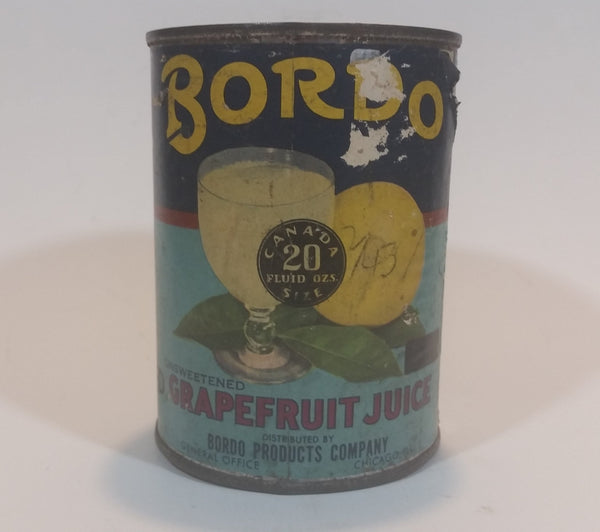 BORDO
CANADA
20
FLUID OZS.
SIZE
UNSWEETENED
GRAPEFRUIT JUICE
DISTRIBUTED BY
BORDO PRODUCTS COMPANY
GENERAL OFFICE CHICAGO